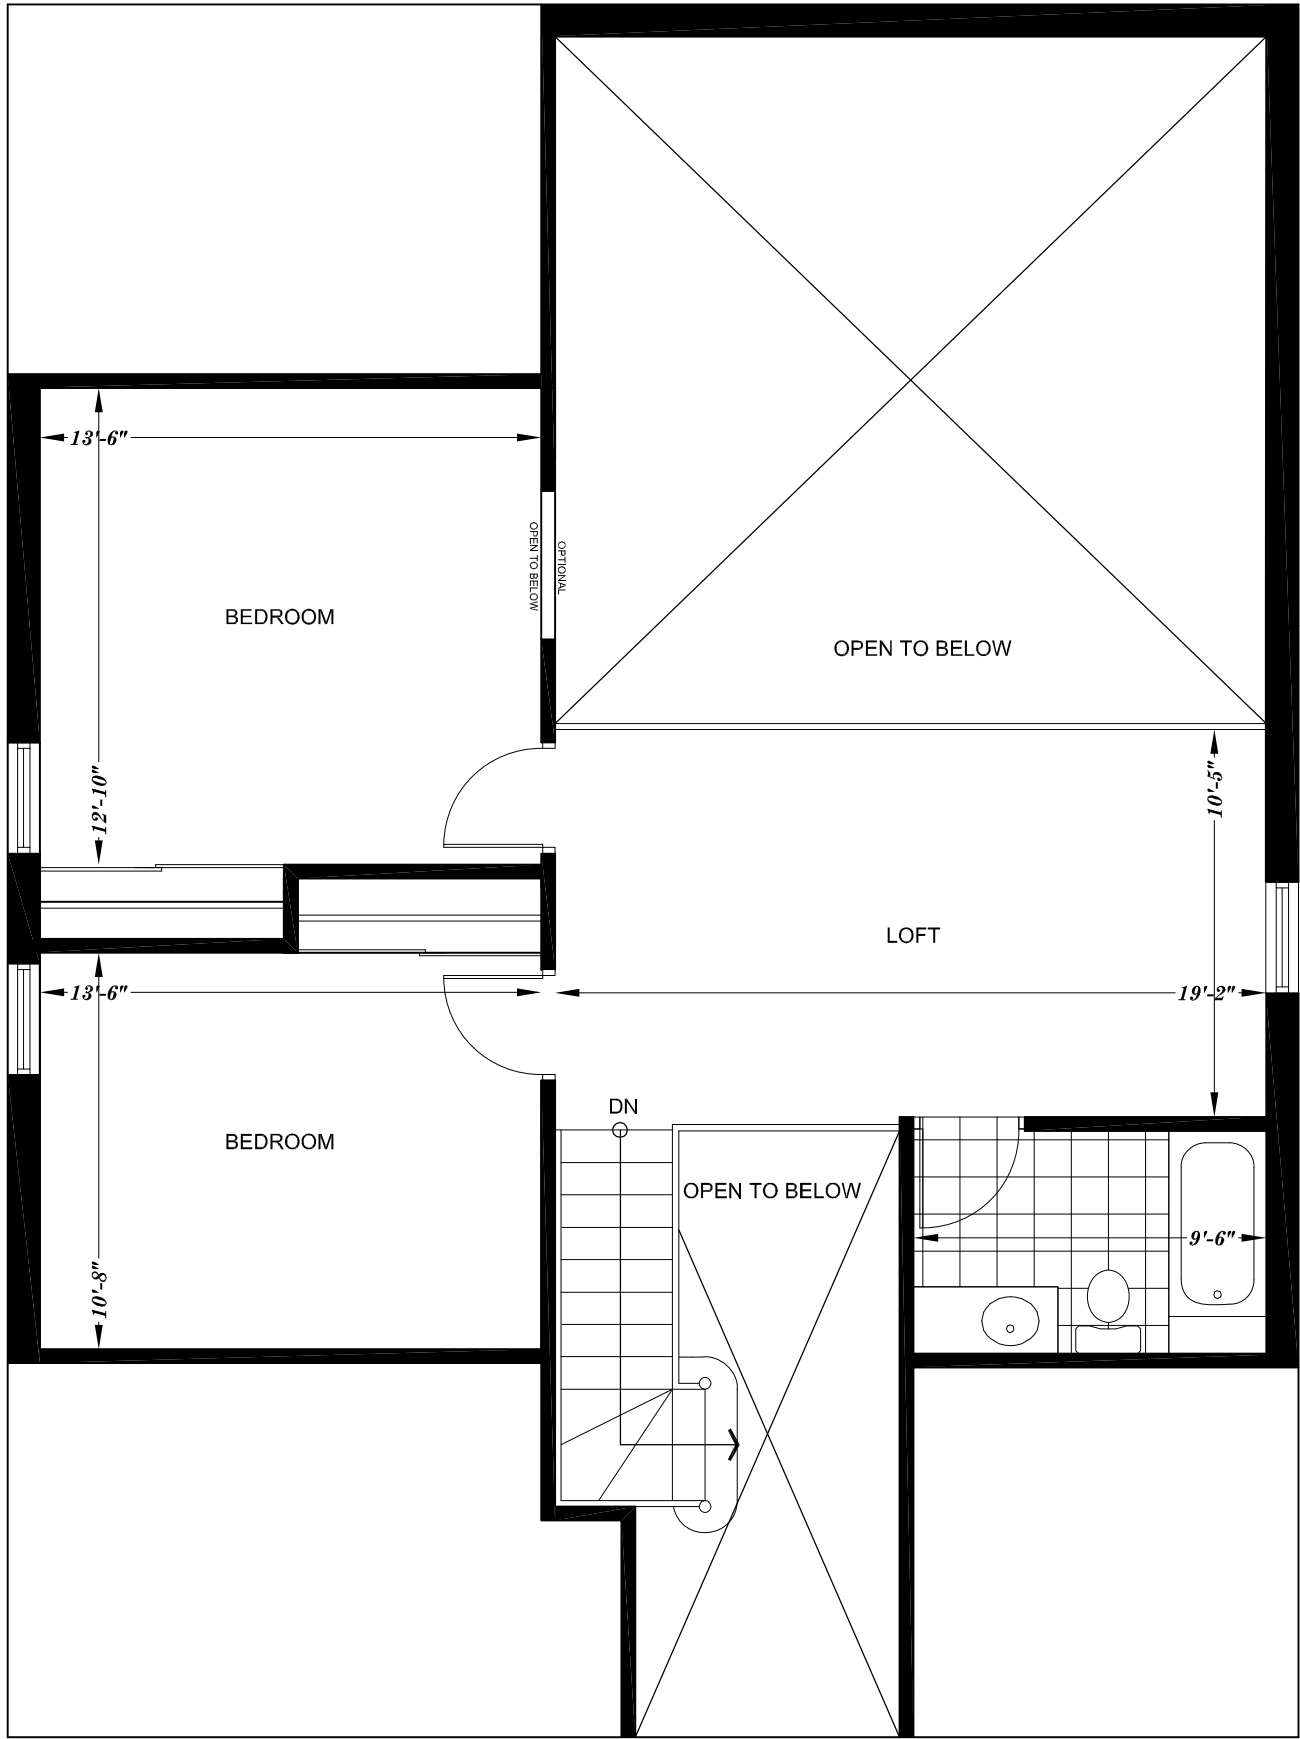 13'-6"
OPEN TO BELOW
OPTIONAL
BEDROOM
OPEN TO BELOW
12'-10"
10'-5"
LOFT
13'-6"
19'-2"
DN
BEDROOM
OPEN TO BELOW
9'-6"
10'-8"